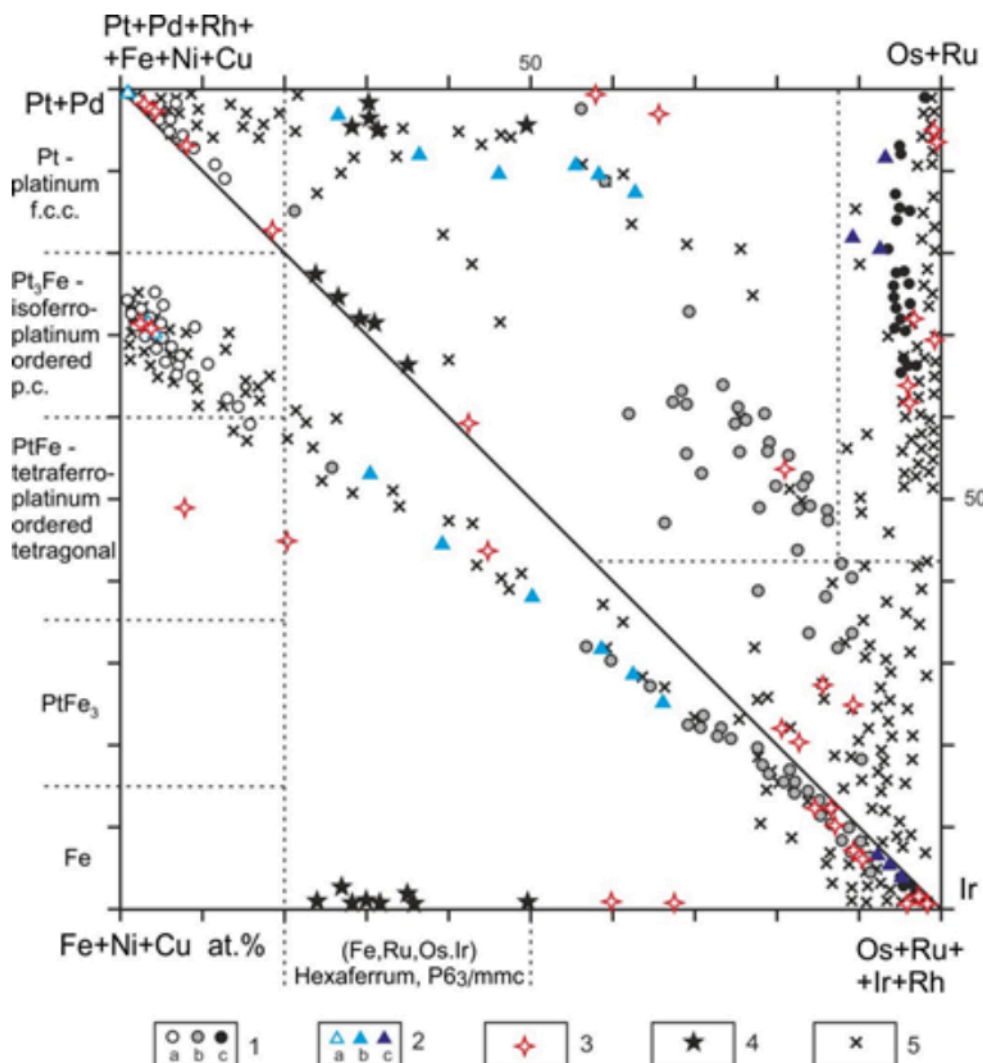 Pt+Pd+Rh+
+Fe+Ni+Cu
50
Os+Ru
Pt+Pd
Pt -
platinum
f.c.c.
Pt3Fe -
isoferro-
platinum
ordered
p.c.
PtFe -
tetraferro-
platinum
ordered
tetragonal
50
PtFe3
Fe
Ir
Fe+Ni+Cu at.%
(Fe,Ru,Os.Ir)
Hexaferrum, P63/mmc
Os+Ru+
+Ir+Rh
a b c 1
a b c 2
3
4
5